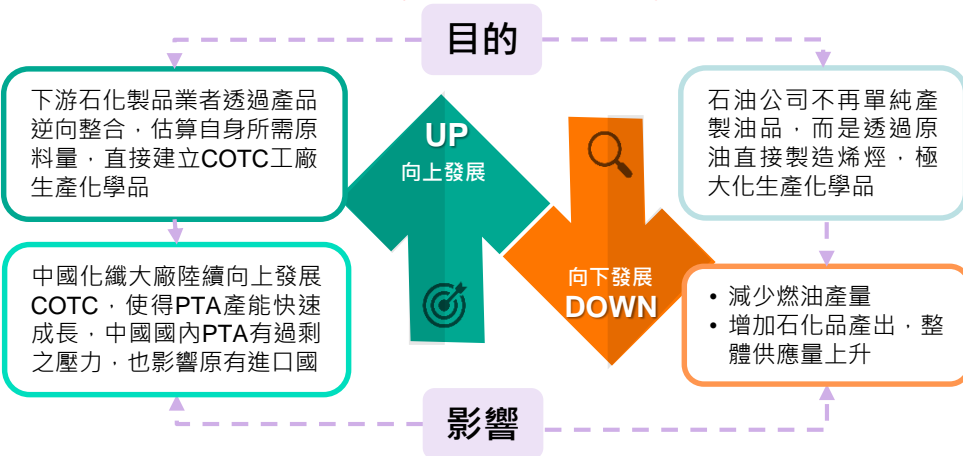 目的
下游石化製品業者透過產品
逆向整合，估算自身所需原
料量，直接建立COTC工廠
生產化學品
UP
向上發展
石油公司不再單純產
製油品，而是透過原
油直接製造烯烴，極
大化生產化學品
中國化纖大廠陸續向上發展
COTC，使得PTA產能快速
成長，中國國內PTA有過剩
之壓力，也影響原有進口國
向下發展
DOWN
• 減少燃油產量
• 增加石化品產出，整
體供應量上升
影響